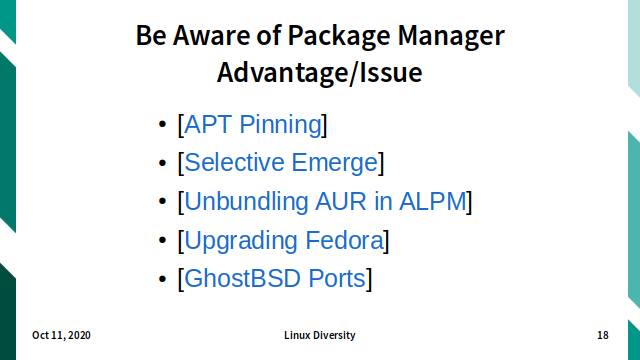 Be Aware of Package Manager
Advantage/Issue
• [APT Pinning]
• [Selective Emerge]
• [Unbundling AUR in ALPM]
• [Upgrading Fedora]
• [GhostBSD Ports]
Oct 11, 2020 Linux Diversity 18